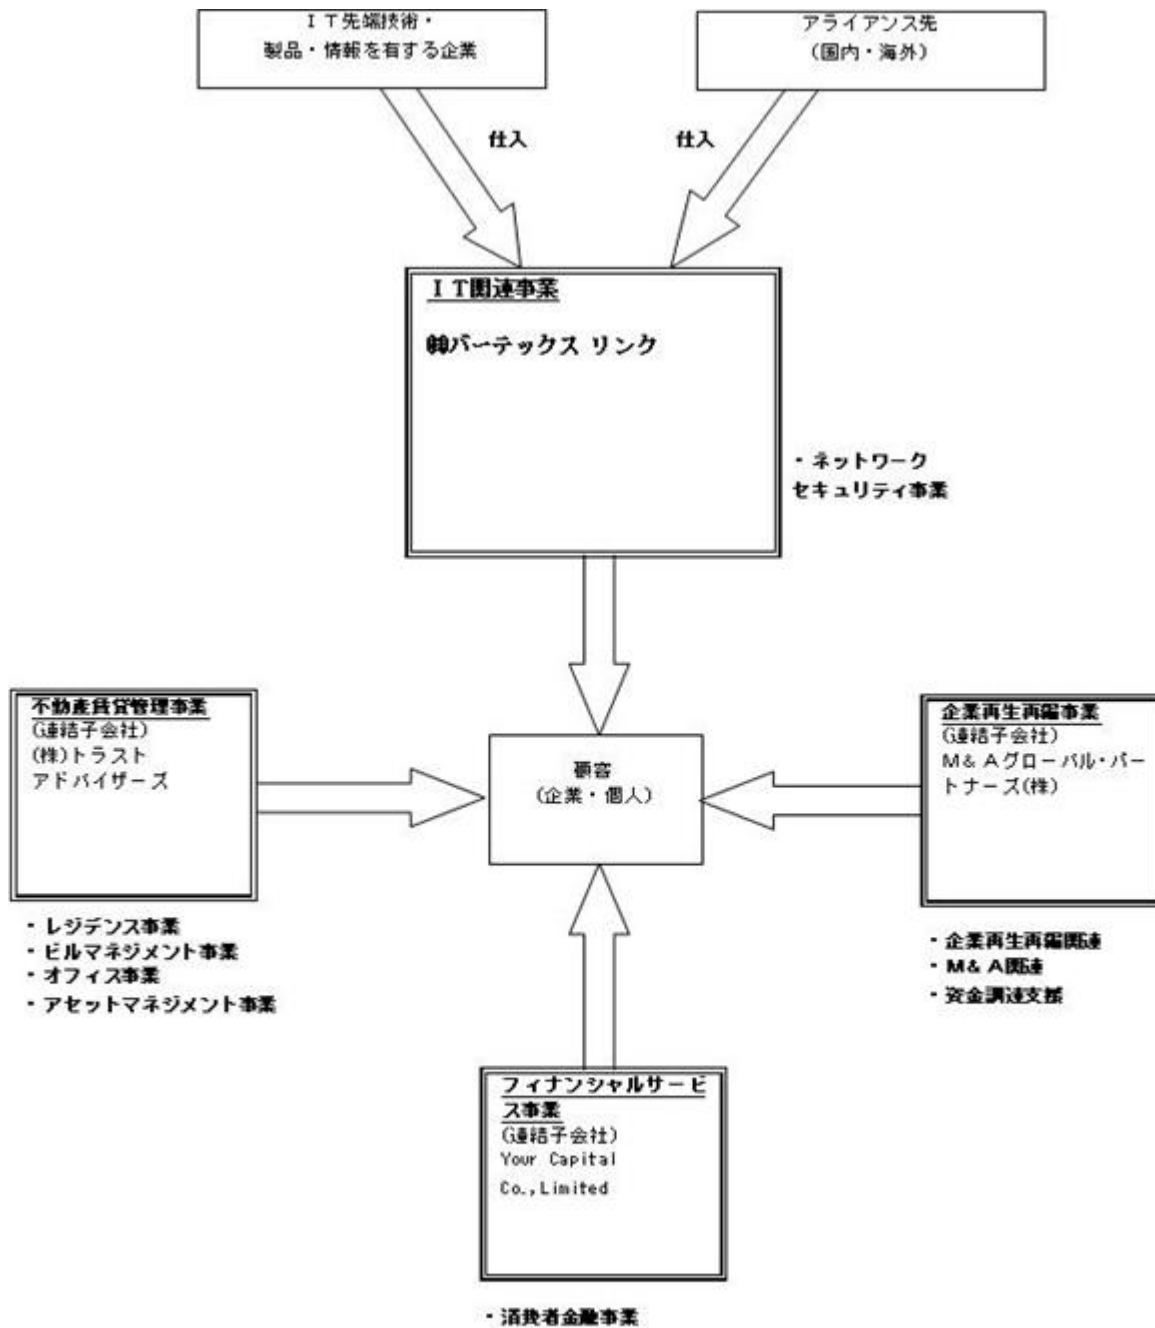 ＩＴ先端技術・
製品・情報を有する企業
アライアンス先
(国内・海外)
仕入
仕入
ＩＴ関連事業
㈱バーテックス リンク
・ネットワーク
セキュリティ事業
不動産賃貸管理事業
(連結子会社)
(株)トラスト
アドバイザーズ
顧客
(企業・個人)
企業再生再編事業
(連結子会社)
Ｍ＆Ａグローバル・パー
トナーズ(株)
・レジデンス事業
・ビルマネジメント事業
・オフィス事業
・アセットマネジメント事業
・企業再生再編関連
・Ｍ＆Ａ関連
・資金調達支援
フィナンシャルサービ
ス事業
(連結子会社)
Your Capital
Co.,Limited
・消費者金融事業